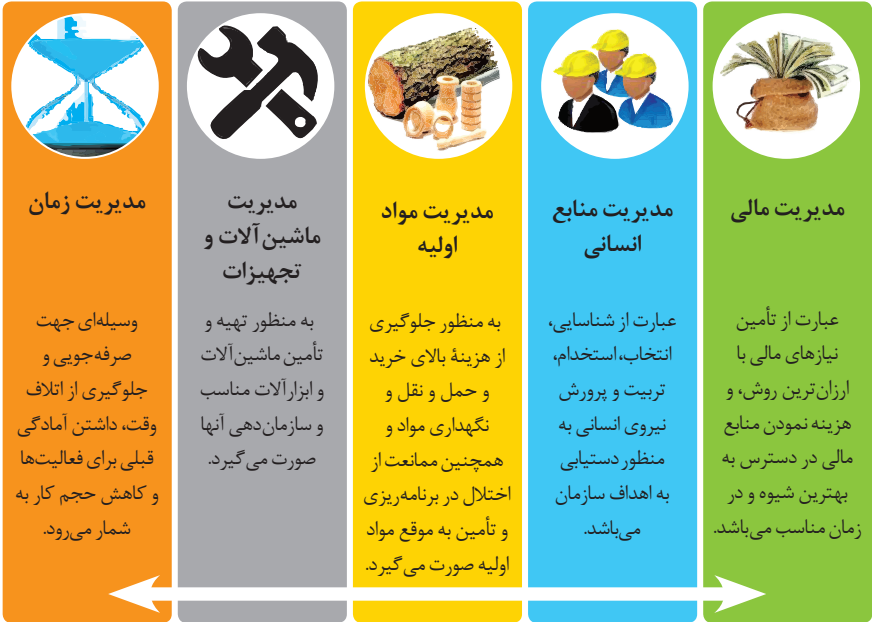 مدیریت مالی
عبارت از تأمین
نیازهای مالی با
ارزان‌ترین روش، و
هزینه نمودن منابع
مالی در دسترس به
بهترین شیوه و در
زمان مناسب می‌باشد.
مدیریت منابع
انسانی
عبارت از شناسایی،
انتخاب، استخدام،
تربیت و پرورش
نیروی انسانی به
منظور دستیابی
به اهداف سازمان
می‌باشد.
مدیریت مواد
اولیه
به منظور جلوگیری
از هزینۀ بالای خرید
و حمل و نقل و
نگهداری مواد و
همچنین ممانعت از
اختلال در برنامه‌ریزی
و تأمین به موقع مواد
اولیه صورت می‌گیرد.
مدیریت
ماشین‌آلات و
تجهیزات
به منظور تهیه و
تأمین ماشین‌آلات
و ابزارآلات مناسب
و سازمان‌دهی آنها
صورت می‌گیرد.
مدیریت زمان
وسیله‌ای جهت
صرفه‌جویی و
جلوگیری از اتلاف
وقت، داشتن آمادگی
قبلی برای فعالیت‌ها
و کاهش حجم کار به
شمار می‌رود.